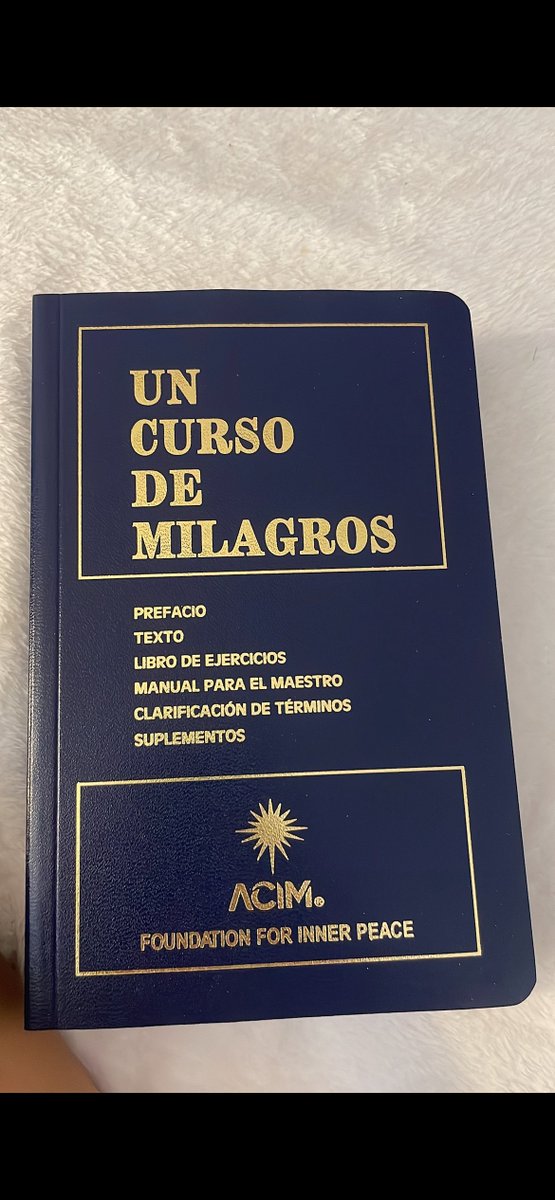 UN
CURSO
DE
MILAGROS
PREFACIO
TEXTO
LIBRO DE EJERCICIOS
MANUAL PARA EL MAESTRO
CLARIFICACIÓN DE TÉRMINOS
SUPLEMENTOS
ACIM®
FOUNDATION FOR INNER PEACE